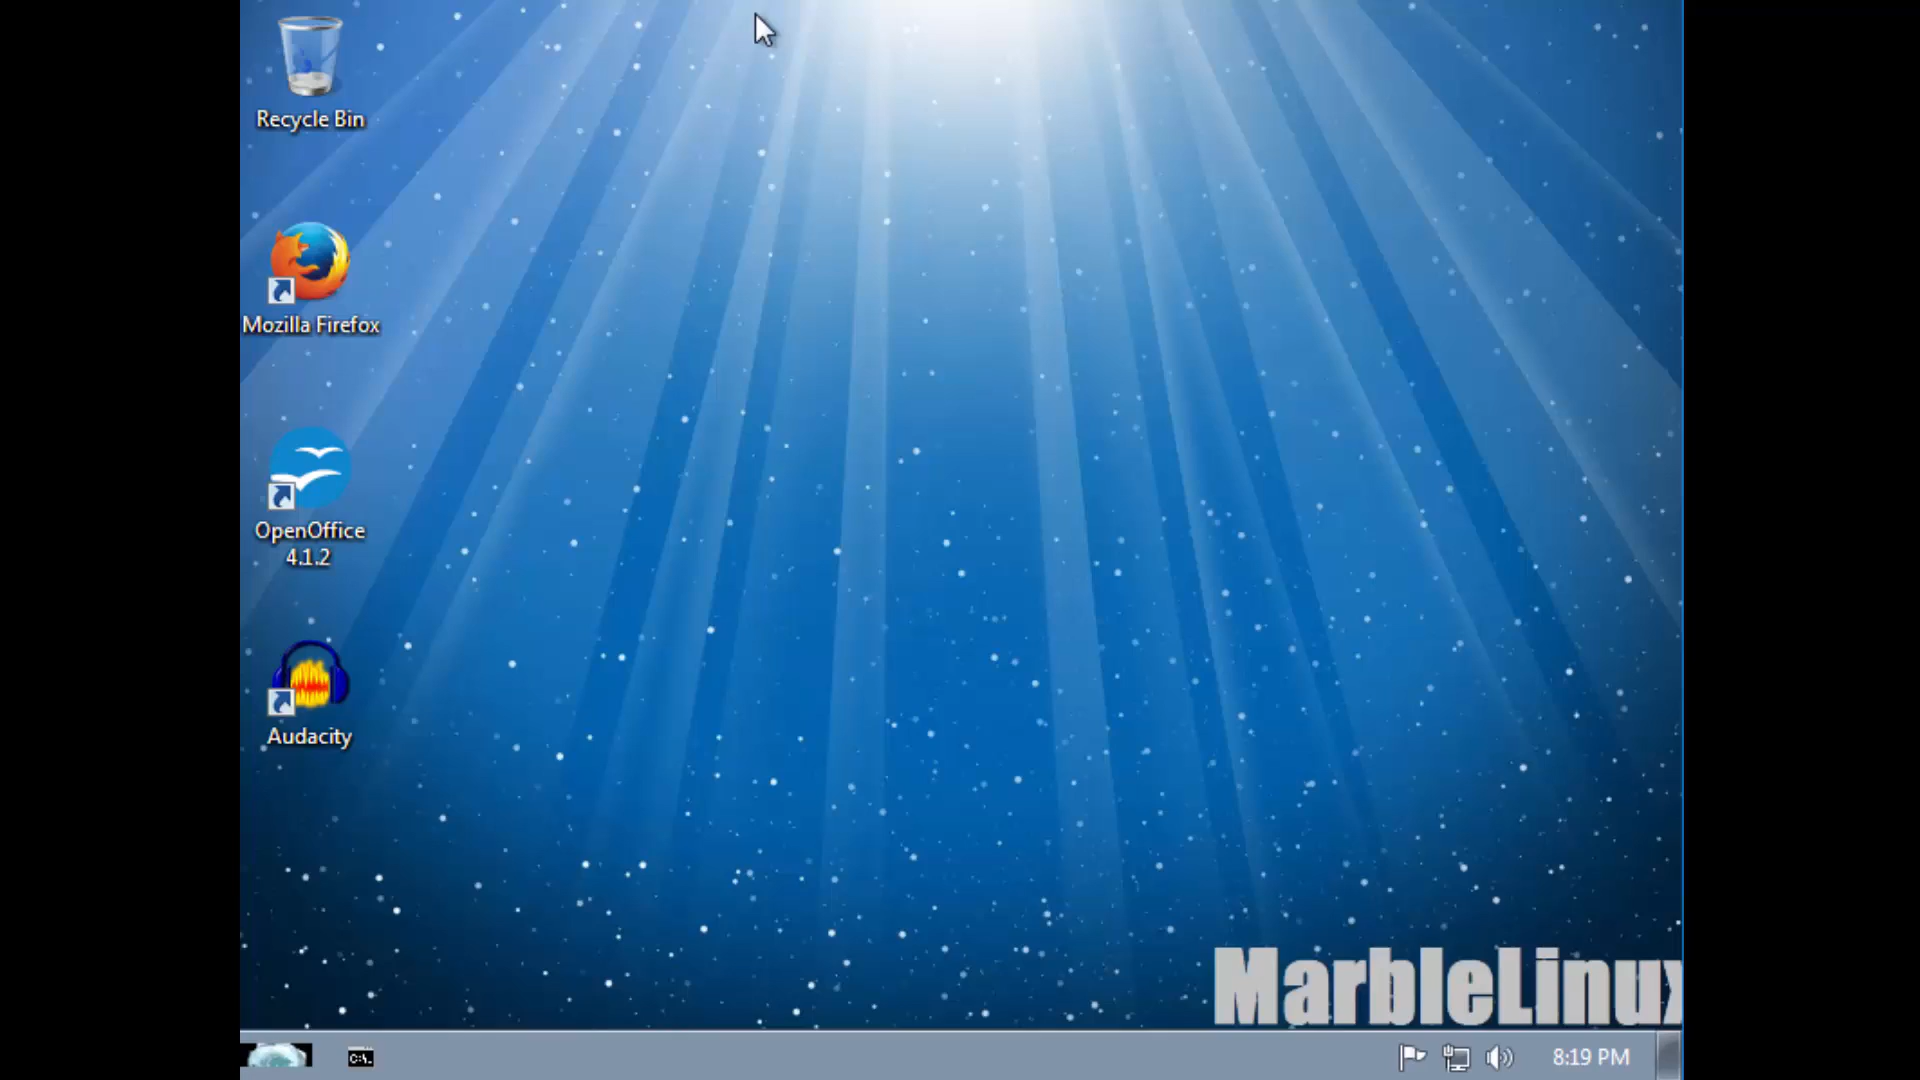 Recycle Bin
Mozilla Firefox
OpenOffice
4.1.2
Audacity
MarbleLinux
C:\.
8:19 PM